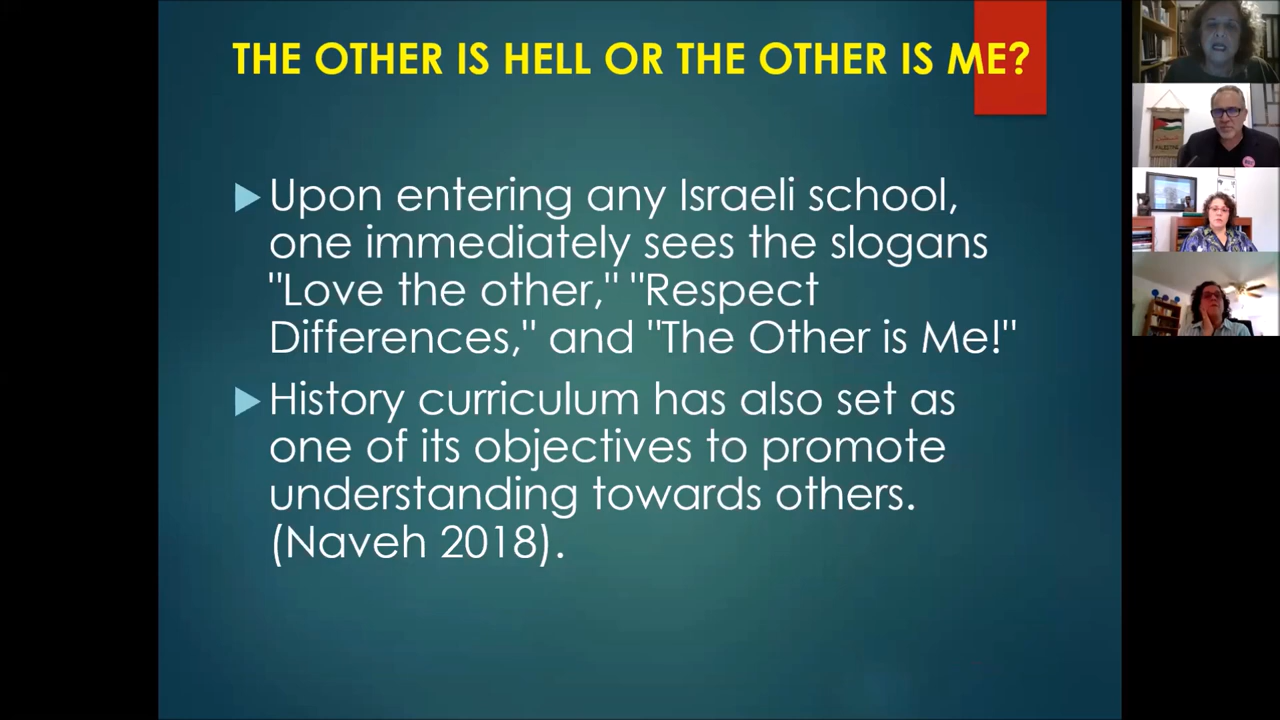 THE OTHER IS HELL OR THE OTHER IS ME?
Upon entering any Israeli school,
one immediately sees the slogans
"Love the other," "Respect
Differences," and "The Other is Me!"
History curriculum has also set as
one of its objectives to promote
understanding towards others.
(Naveh 2018).
PALESTINE